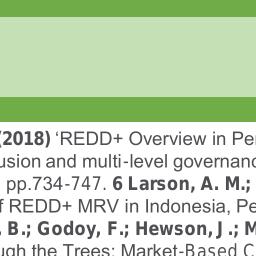 (2018) ‘REDD+ Overview in Pe
usion and multi-level governanc
pp.734-747. 6 Larson, A. M.;
f REDD+ MRV in Indonesia, Pe
, B.; Godoy, F.; Hewson, J.; M
ugh the Trees: Market-Based C